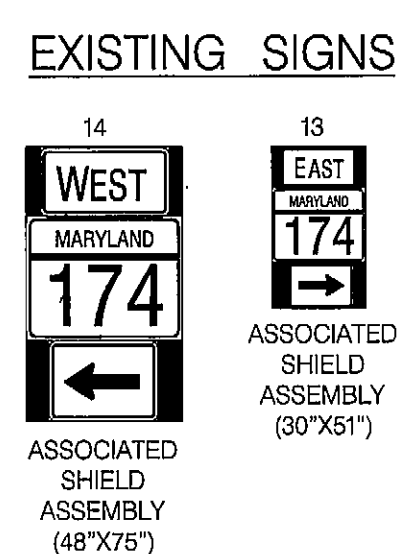 EXISTING SIGNS
14
WEST
MARYLAND
174
ASSOCIATED
SHIELD
ASSEMBLY
(48"X75")
13
EAST
MARYLAND
174
ASSOCIATED
SHIELD
ASSEMBLY
(30"X51")